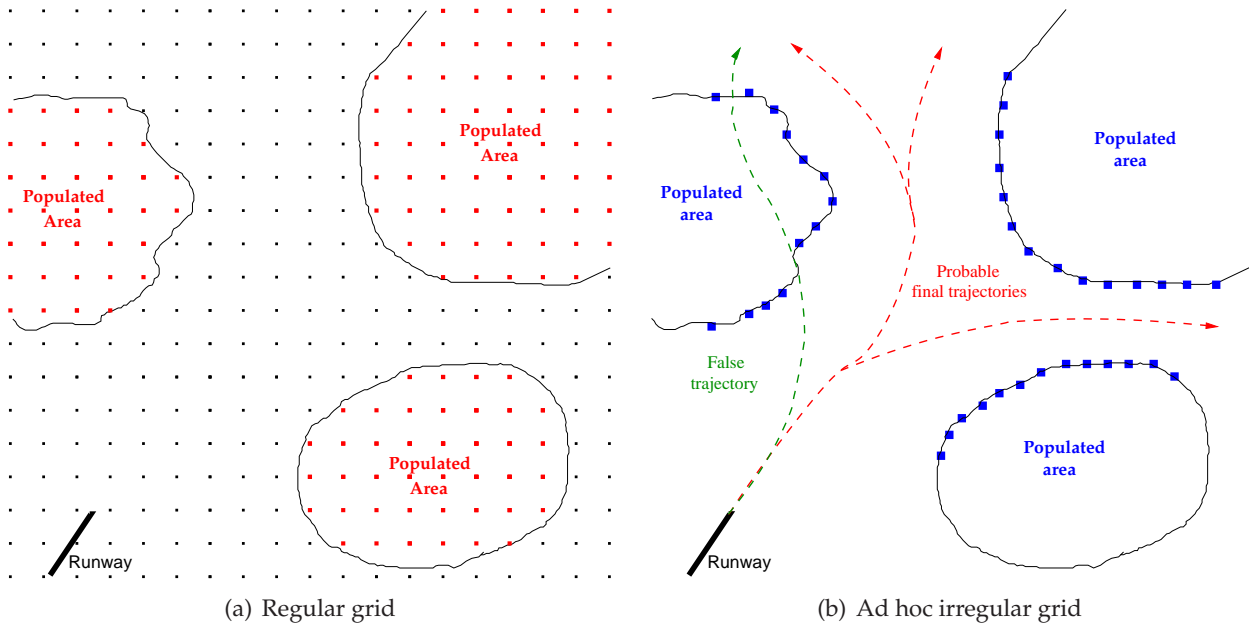 Populated
Area
Populated
Area
Populated
Area
Runway
(a) Regular grid
Populated
area
Populated
area
Probable
final trajectories
False
trajectory
Populated
area
Runway
(b) Ad hoc irregular grid